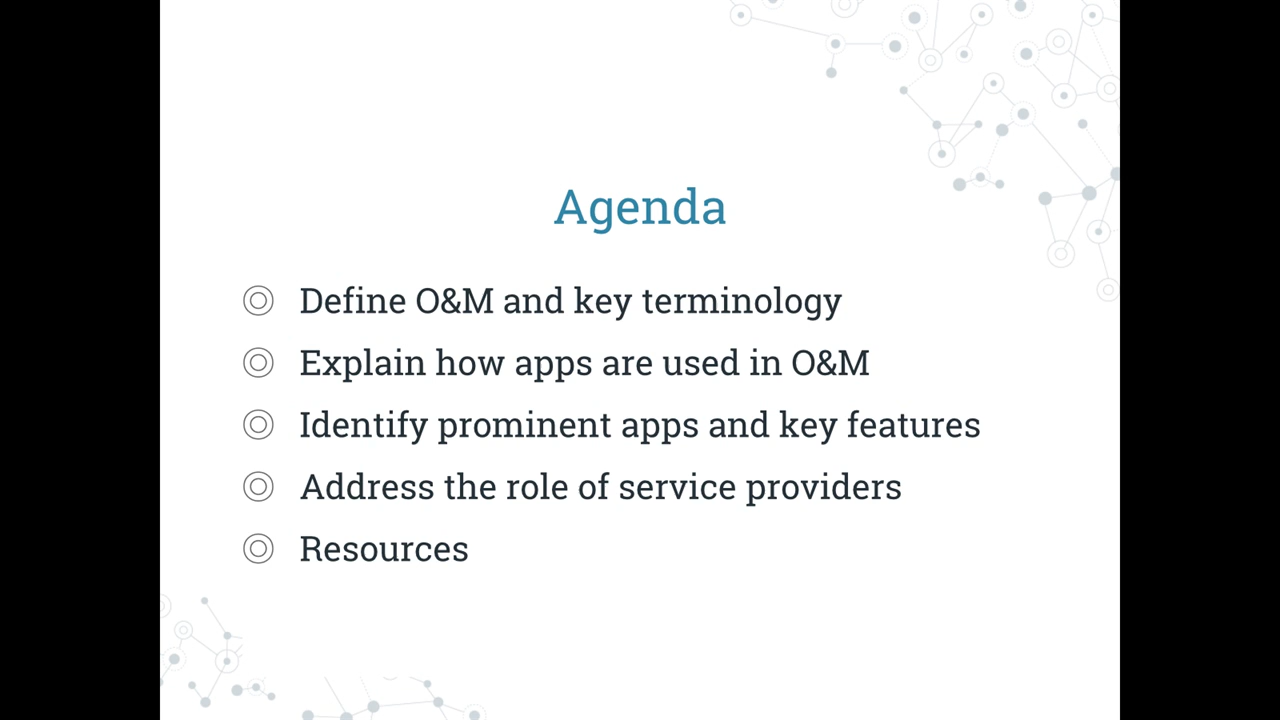 Agenda
Define O&M and key terminology
Explain how apps are used in O&M
Identify prominent apps and key features
Address the role of service providers
Resources